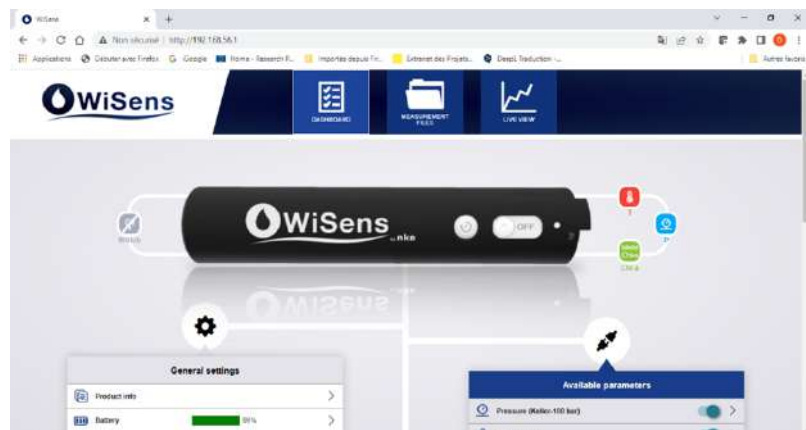 WiSens
Non sécurisé | http://192.168.56.1
Applications
Débuter avec Firefox
Google
Home - Research P...
Importés depuis Fir...
Extranet des Projets...
DeepL Traduction -...
Autres favoris
WiSens
DASHBOARD
MEASUREMENT
FILES
LIVE VIEW
WiSens
nke
OFF
T
P
Chl a
General settings
Product info
Battery
Available parameters
Pressure (Keller-100 bar)